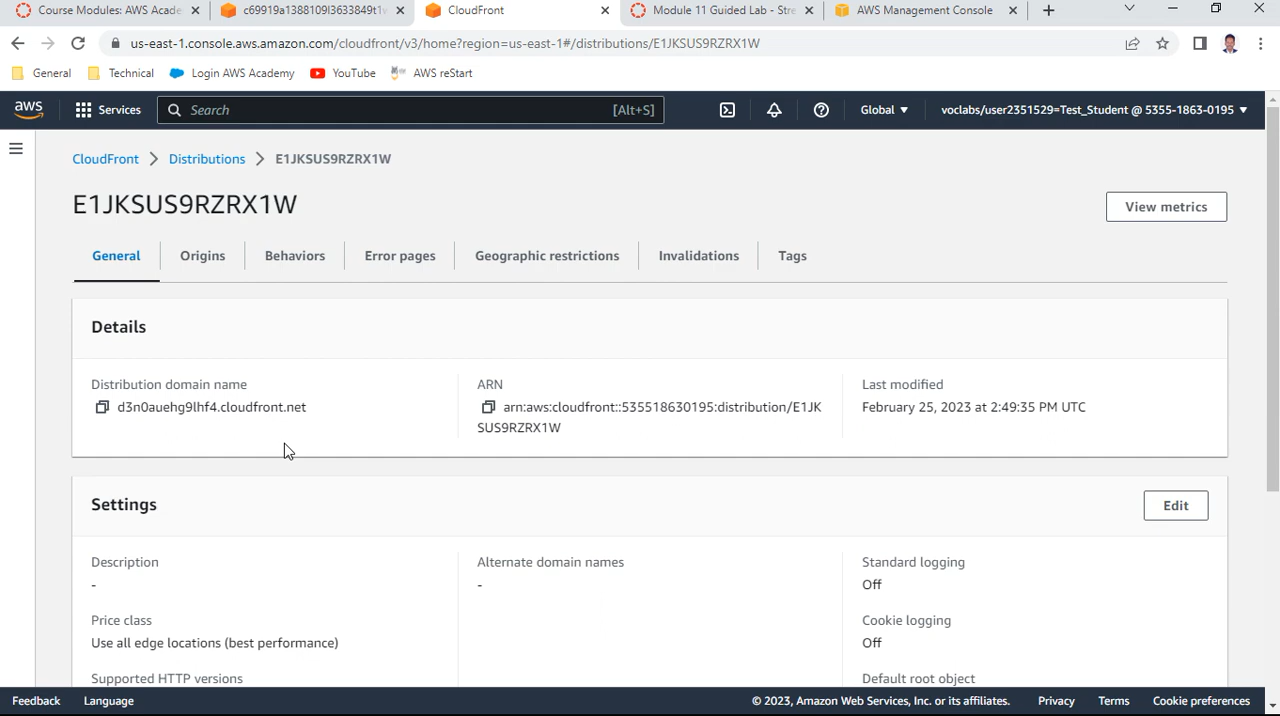 Course Modules: AWS Acade
c69919a1388109l3633849t1v
CloudFront
Module 11 Guided Lab - Stre
AWS Management Console
us-east-1.console.aws.amazon.com/cloudfront/v3/home?region=us-east-1#/distributions/E1JKSUS9RZRX1W
General
Technical
Login AWS Academy
YouTube
AWS reStart
aws
Services
Search
[Alt+S]
Global
voclabs/user2351529=Test_Student @ 5355-1863-0195
CloudFront > Distributions > E1JKSUS9RZRX1W
E1JKSUS9RZRX1W
View metrics
General
Origins
Behaviors
Error pages
Geographic restrictions
Invalidations
Tags
Details
Distribution domain name
d3n0auehg9lhf4.cloudfront.net
ARN
arn:aws:cloudfront::535518630195:distribution/E1JK
SUS9RZRX1W
Last modified
February 25, 2023 at 2:49:35 PM UTC
Settings
Edit
Description
-
Price class
Use all edge locations (best performance)
Supported HTTP versions
Alternate domain names
-
Standard logging
Off
Cookie logging
Off
Default root object
Feedback
Language
© 2023, Amazon Web Services, Inc. or its affiliates.
Privacy
Terms
Cookie preferences